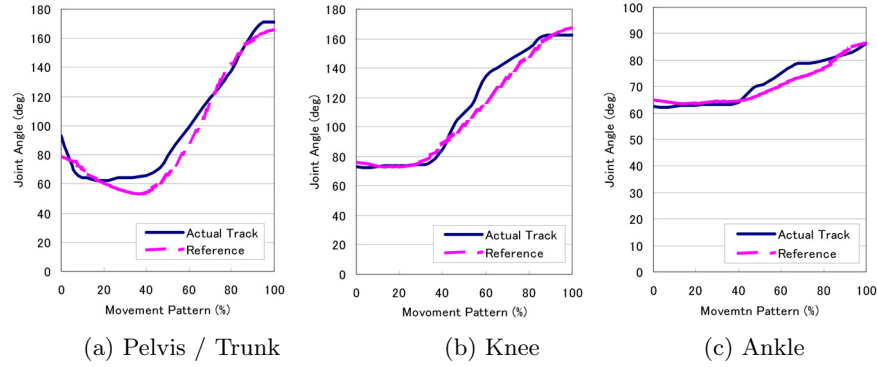 180
160
140
120
100
80
60
40
20
0
Joint Angle (deg)
Actual Track
Reference
0 20 40 60 80 100
Movement Pattern (%)
(a) Pelvis / Trunk
180
160
140
120
100
80
60
40
20
0
Joint Angle (deg)
Actual Track
Reference
0 20 40 60 80 100
Movoment Pattern (%)
(b) Knee
100
90
80
70
60
50
40
30
20
10
0
Joint Angle (deg)
Actual Track
Reference
0 20 40 60 80 100
Movemtn Pattern (%)
(c) Ankle